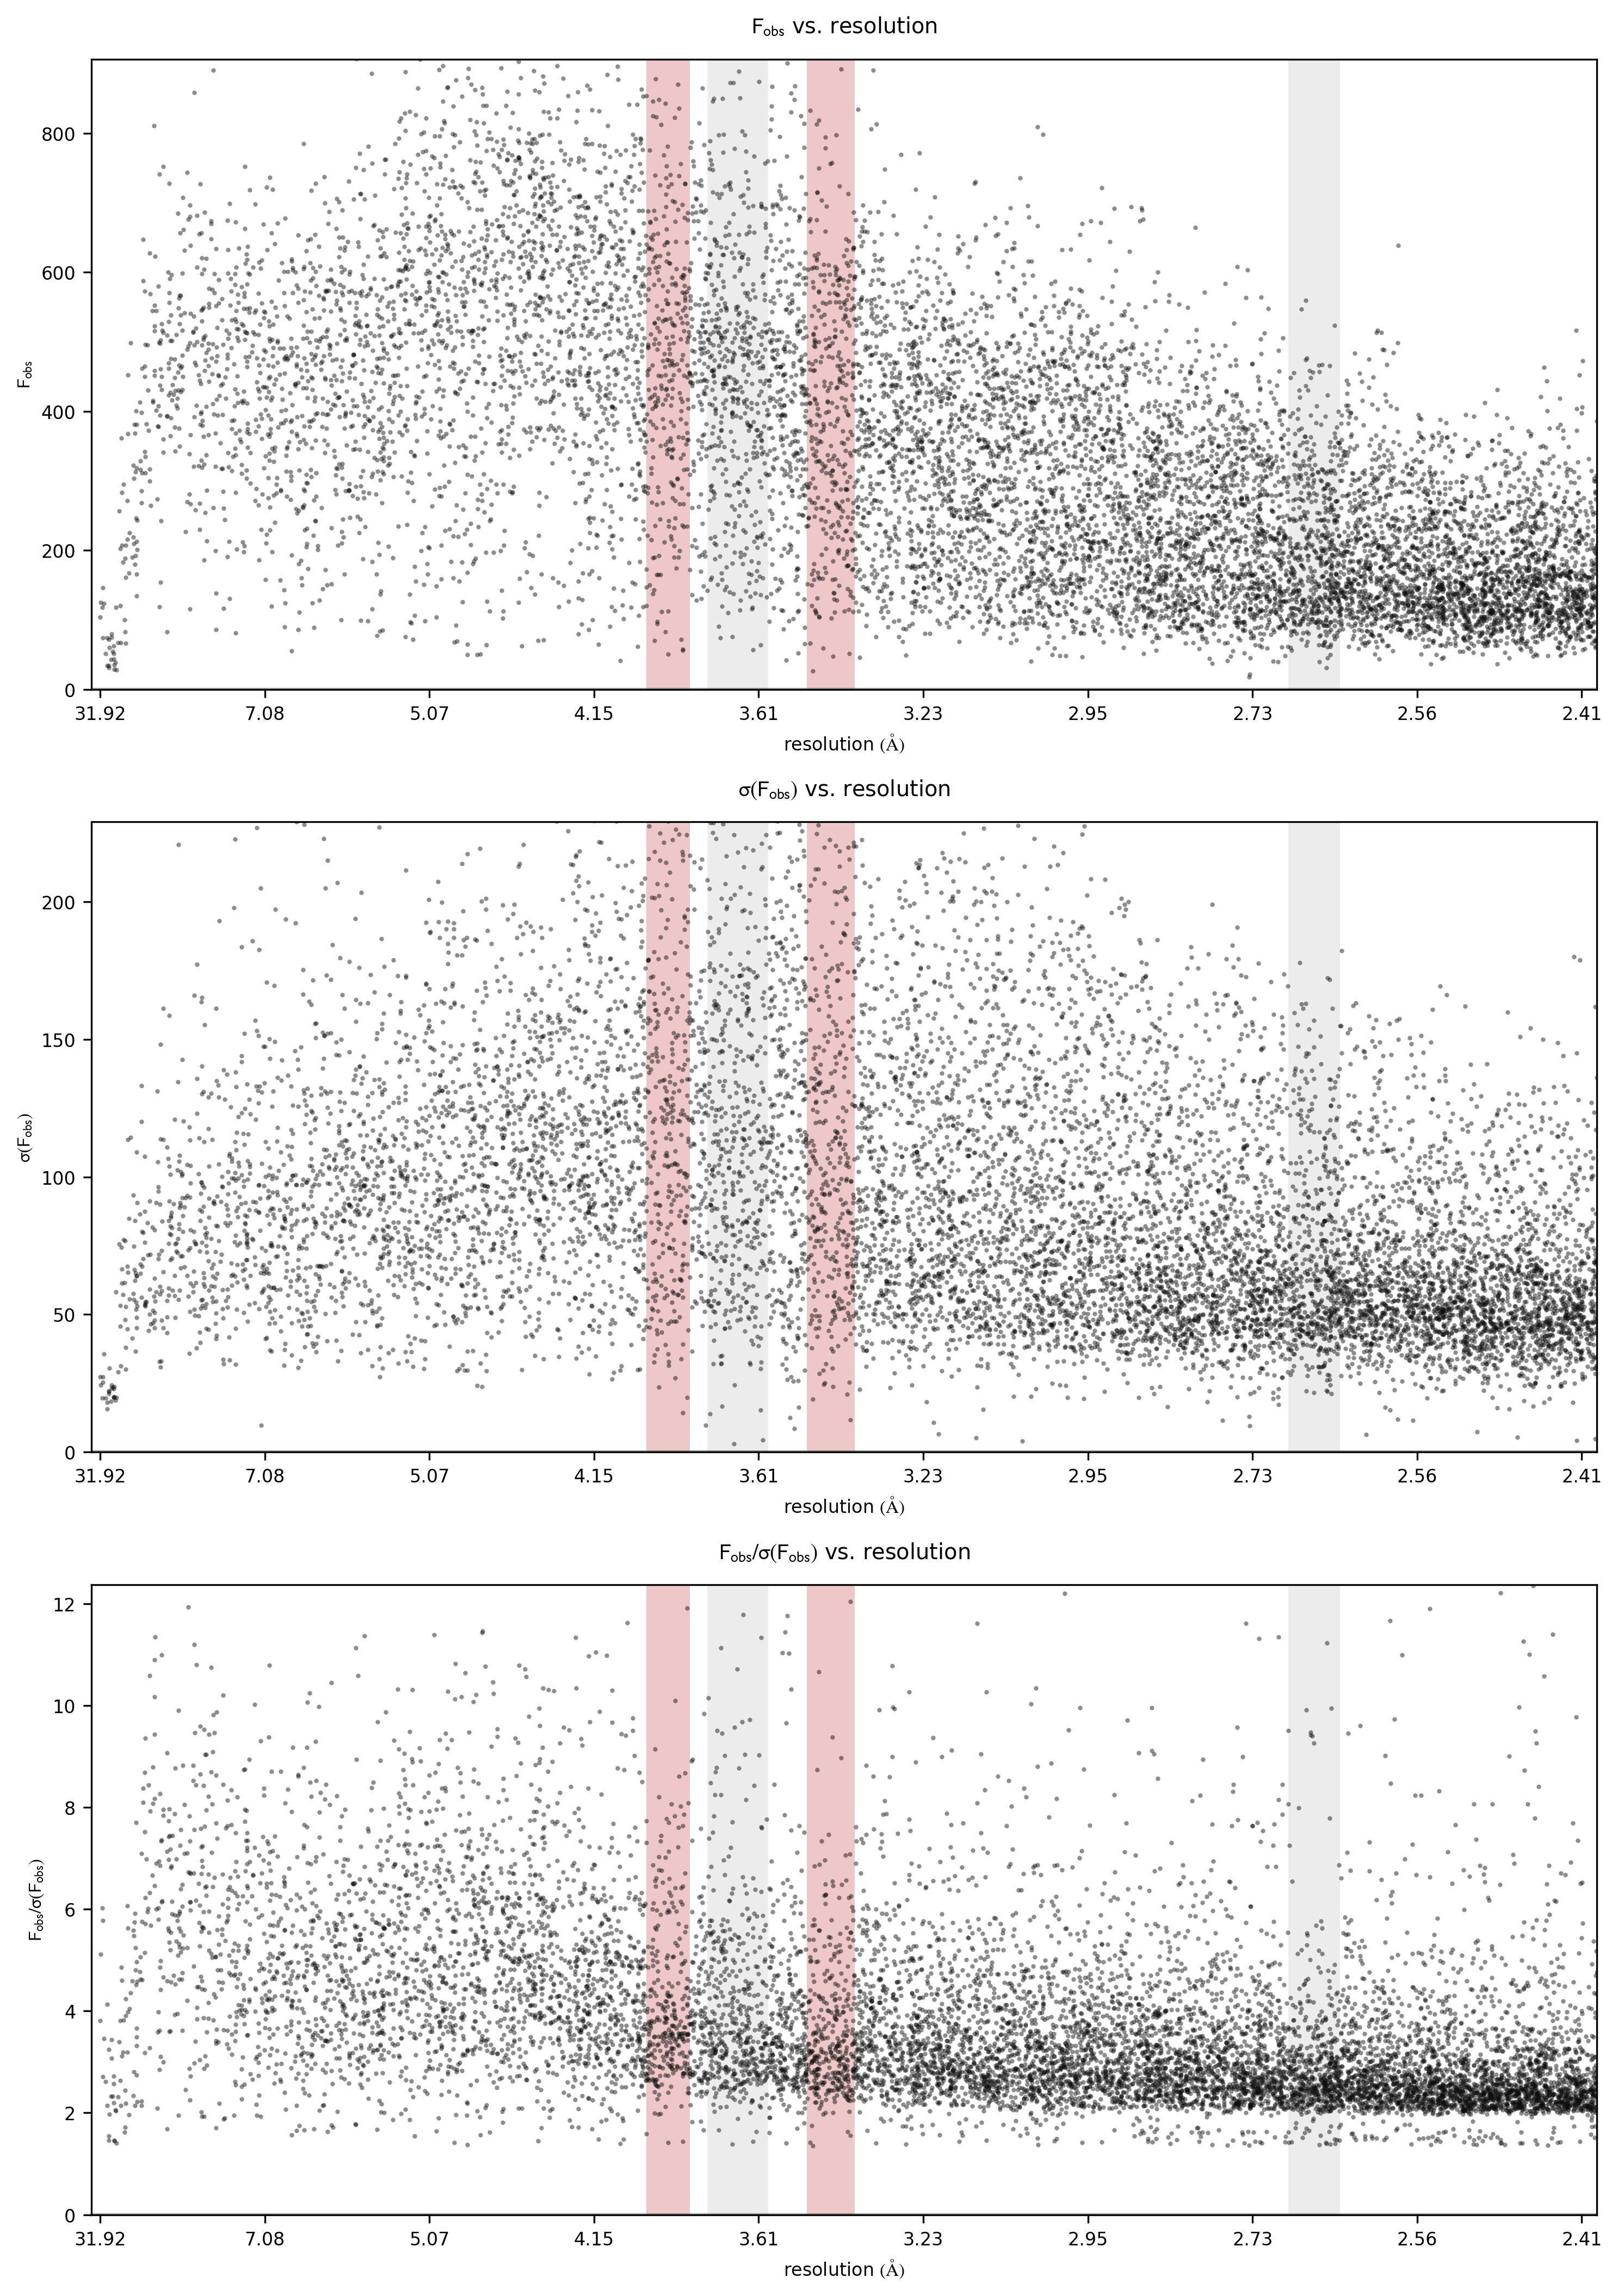 Fobs vs. resolution
800
600
400
200
0
Fobs
31.92 7.08 5.07 4.15 3.61 3.23 2.95 2.73 2.56 2.41
resolution (Å)
σ(Fobs) vs. resolution
200
150
100
50
0
σ(Fobs)
31.92 7.08 5.07 4.15 3.61 3.23 2.95 2.73 2.56 2.41
resolution (Å)
Fobs/σ(Fobs) vs. resolution
12
10
8
6
4
2
0
Fobs/σ(Fobs)
31.92 7.08 5.07 4.15 3.61 3.23 2.95 2.73 2.56 2.41
resolution (Å)